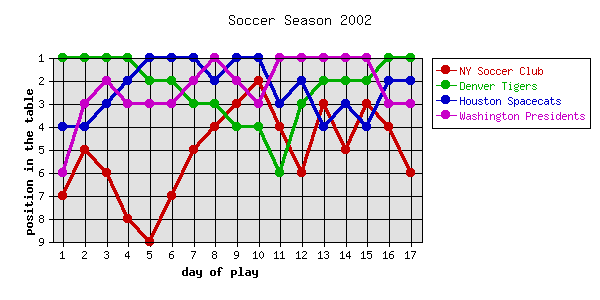 Soccer Season 2002
position in the table
1
2
3
4
5
6
7
8
9
1 2 3 4 5 6 7 8 9 10 11 12 13 14 15 16 17
day of play
NY Soccer Club
Denver Tigers
Houston Spacecats
Washington Presidents